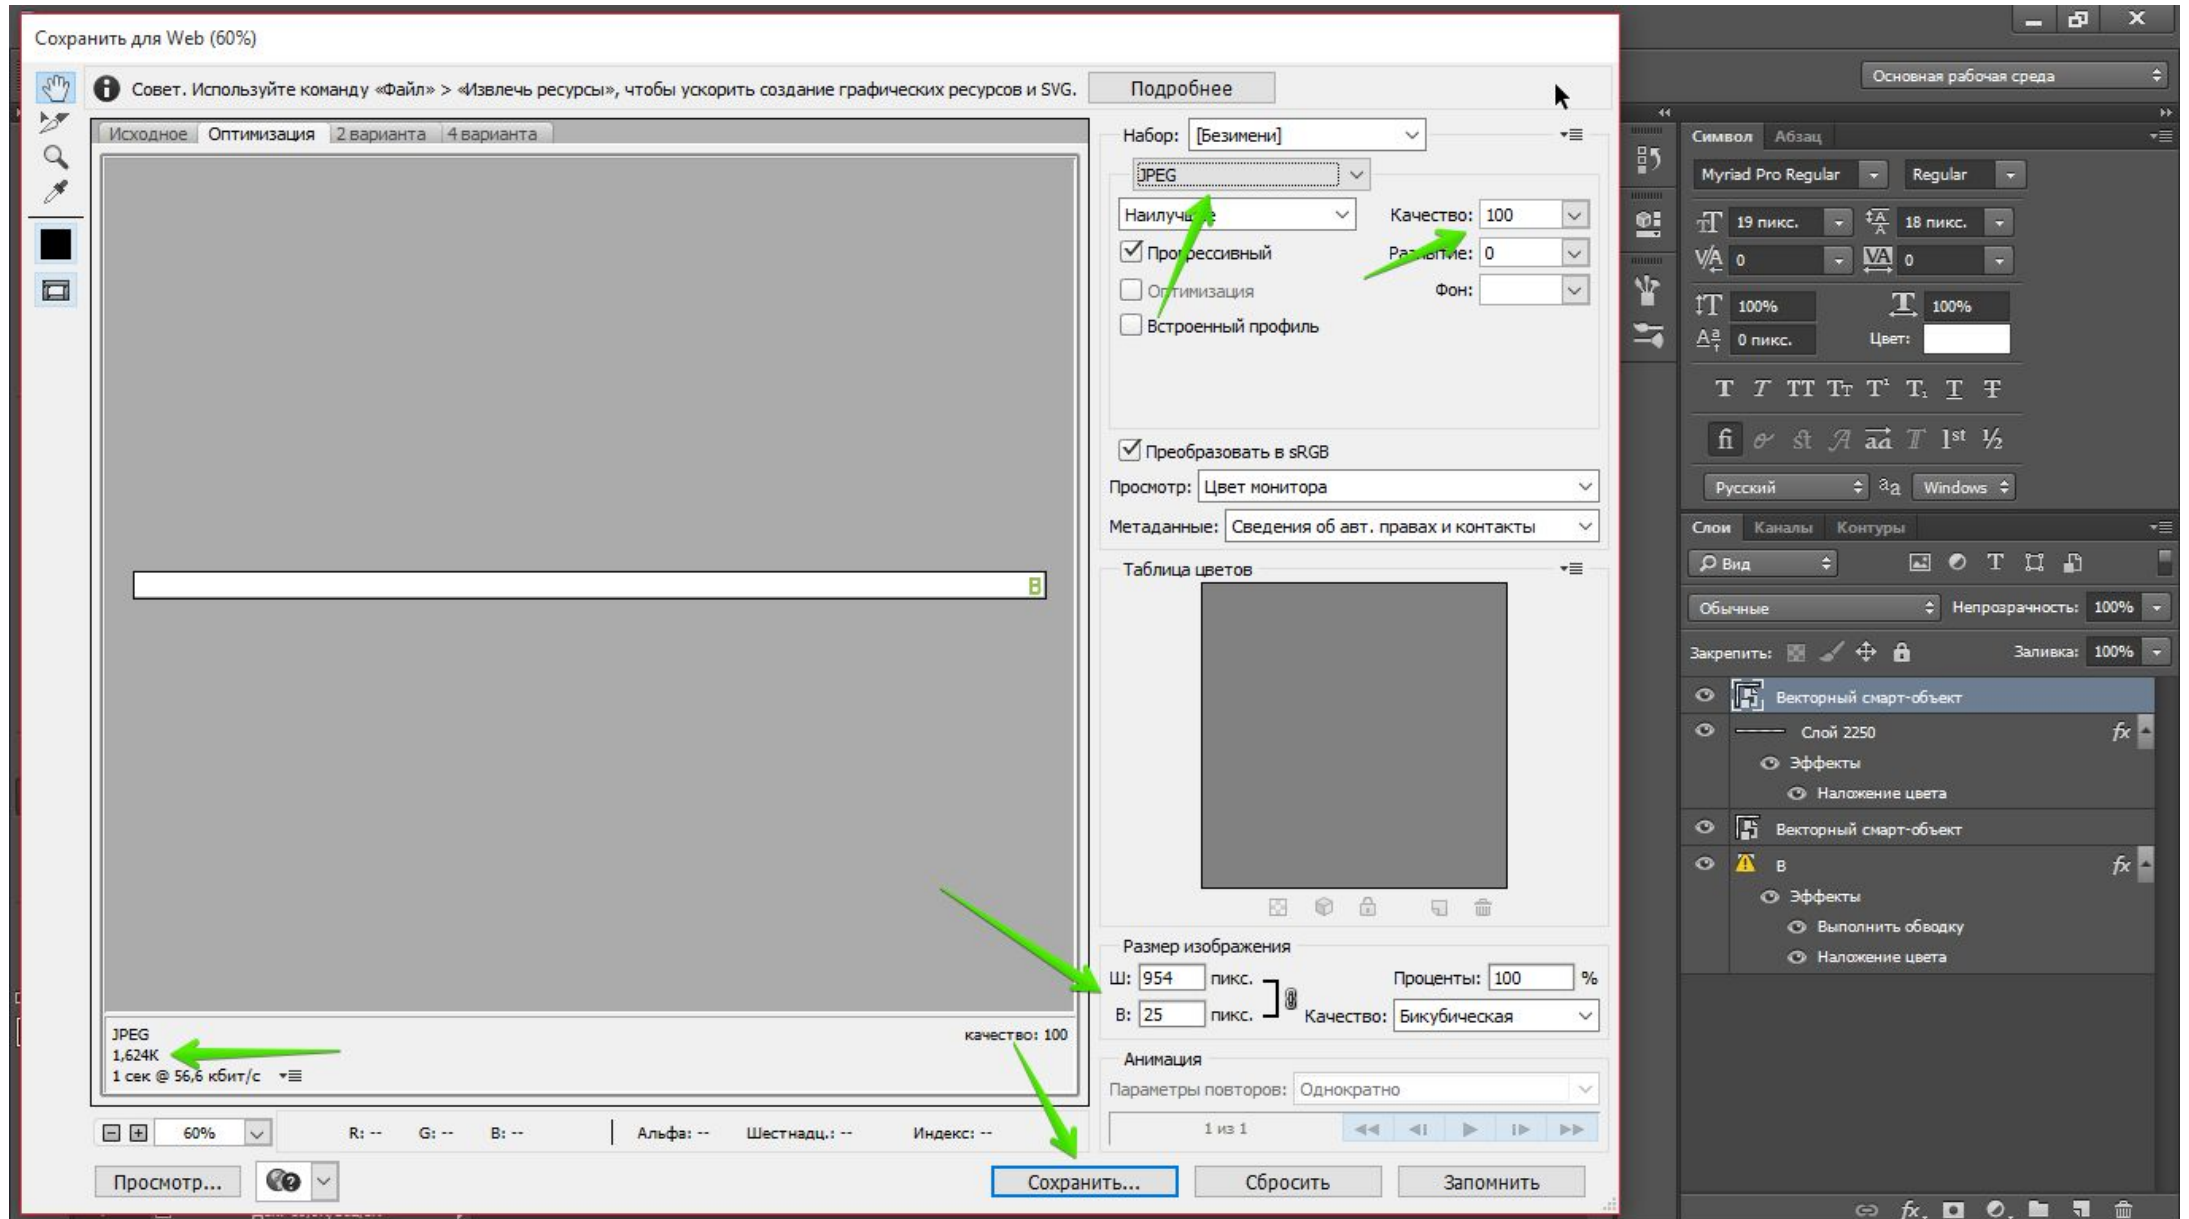 Сохранить для Web (60%)
Совет. Используйте команду «Файл» > «Извлечь ресурсы», чтобы ускорить создание графических ресурсов и SVG.
Подробнее
Исходное Оптимизация 2 варианта 4 варианта
B
JPEG
качество: 100
1,624K
1 сек @ 56,6 кбит/с
60%
R: -- G: -- B: --
Альфа: -- Шестнадц.: -- Индекс: --
Просмотр...
Сохранить... Сбросить Запомнить
Набор: [Безимени]
JPEG
Качество: 100
Прогрессивный
0
Оптимизация
Фон:
Встроенный профиль
Преобразовать в sRGB
Просмотр: Цвет монитора
Метаданные: Сведения об авт. правах и контакты
Таблица цветов
Размер изображения
Ш: 954 пикс.
Проценты: 100 %
В: 25 пикс.
Качество: Бикубическая
Анимация
Параметры повторов: Однократно
1 из 1
Основная рабочая среда
Символ Абзац
Myriad Pro Regular Regular
19 пикс. 18 пикс.
0 0
100% 100%
0 пикс. Цвет:
Русский Windows
Слои Каналы Контуры
Вид
Обычные Непрозрачность: 100%
Закрепить: Заливка: 100%
Векторный смарт-объект
Слой 2250 fx
Эффекты
Наложение цвета
Векторный смарт-объект
B fx
Эффекты
Выполнить обводку
Наложение цвета